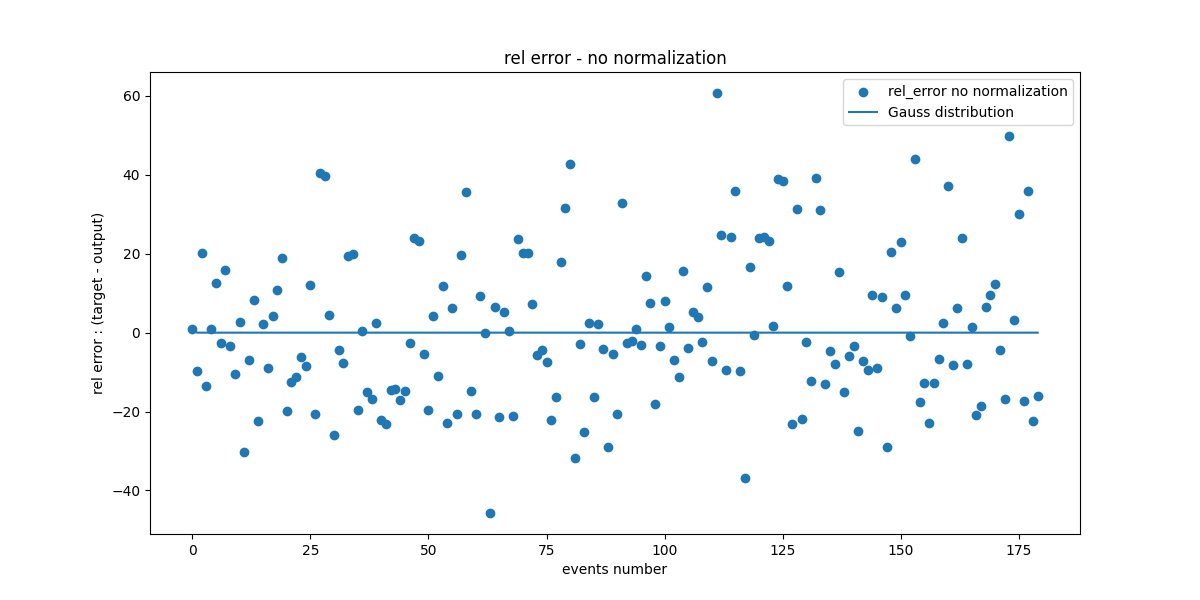 rel error - no normalization
rel_error no normalization
Gauss distribution
rel error : (target - output)
60
40
20
0
−20
−40
0 25 50 75 100 125 150 175
events number